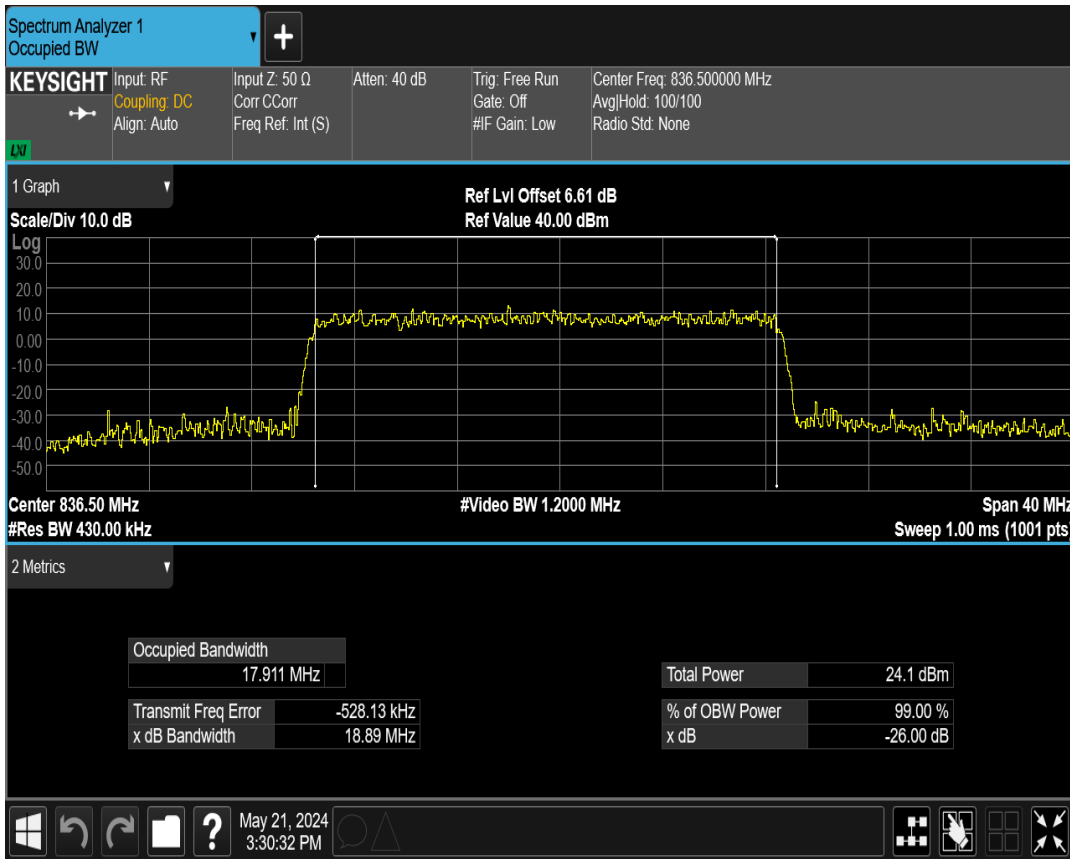 Spectrum Analyzer 1
Occupied BW
+
KEYSIGHT
LXI
Input: RF
Coupling: DC
Align: Auto
Input Z: 50 Ω
Corr CCorr
Freq Ref: Int (S)
Atten: 40 dB
Trig: Free Run
Gate: Off
#IF Gain: Low
Center Freq: 836.500000 MHz
Avg|Hold: 100/100
Radio Std: None
1 Graph
Scale/Div 10.0 dB
Ref Lvl Offset 6.61 dB
Ref Value 40.00 dBm
Log
30.0
20.0
10.0
0.00
-10.0
-20.0
-30.0
-40.0
-50.0
Center 836.50 MHz
#Video BW 1.2000 MHz
Span 40 MHz
#Res BW 430.00 kHz
Sweep 1.00 ms (1001 pts)
2 Metrics
Occupied Bandwidth
17.911 MHz
Total Power 24.1 dBm
Transmit Freq Error -528.13 kHz
% of OBW Power 99.00 %
x dB Bandwidth 18.89 MHz
x dB -26.00 dB
?
May 21, 2024
3:30:32 PM